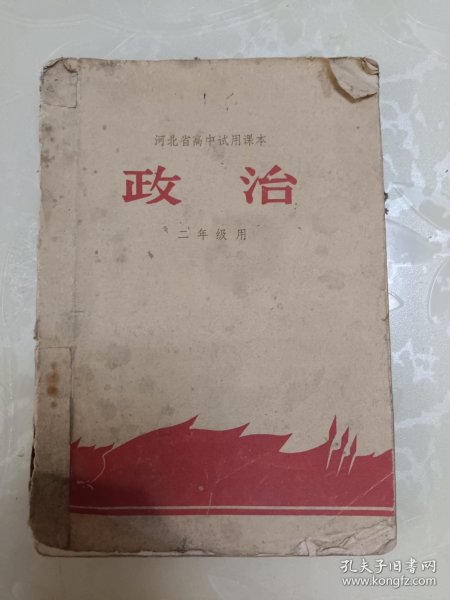 河北省高中试用课本
政治
二年级用
孔夫子旧书网
www.kongfz.com